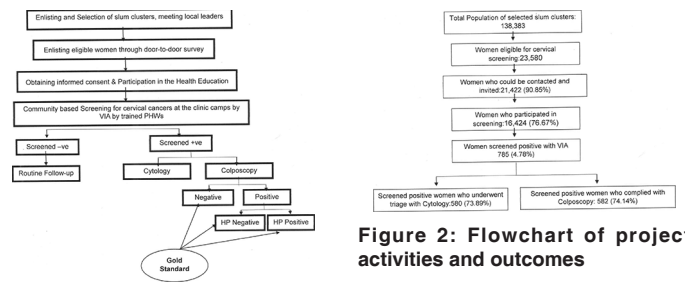 Enlisting and Selection of slum clusters, meeting local leaders
Enlisting eligible women through door-to-door survey
Obtaining informed consent & Participation in the Health Education
Community based Screening for cervical cancers at the clinic camps by
VIA by trained PHWs
Screened –ve
Screened +ve
Routine Follow-up
Cytology
Colposcopy
Negative
Positive
HP Negative
HP Positive
Gold
Standard
Total Population of selected slum clusters:
138,383
Women eligible for cervical
screening:23,580
Women who could be contacted and
invited:21,422 (90.85%)
Women who participated in
screening:16,424 (76.67%)
Women screened positive with VIA
785 (4.78%)
Screened positive women who underwent
triage with Cytology:580 (73.89%)
Screened positive women who complied with
Colposcopy: 582 (74.14%)
Figure 2: Flowchart of project
activities and outcomes